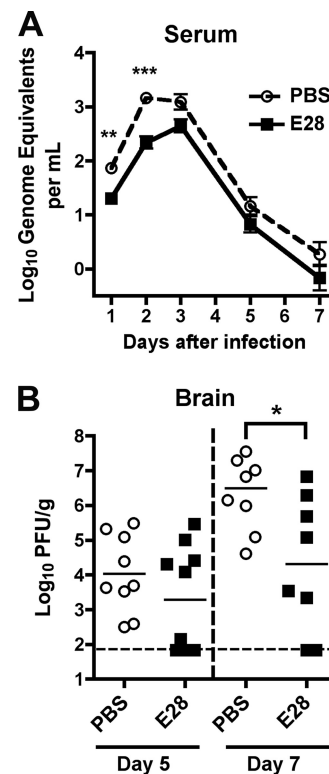 A
Serum
Log10 Genome Equivalents
per mL
4
3
2
1
0
** ***
PBS
E28
1 2 3 4 5 6 7
Days after infection
B
Brain
Log10 PFU/g
8
7
6
5
4
3
2
1
*
PBS E28 PBS E28
Day 5 Day 7